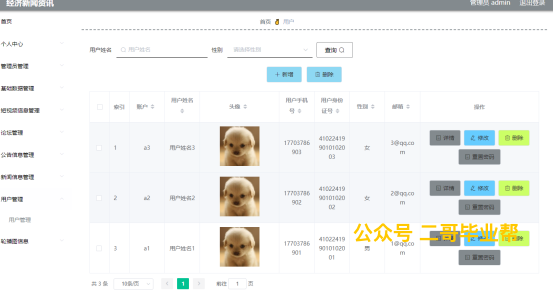 经济新闻资讯
管理员 admin 退出登录
首页
首页 用户
个人中心
管理员管理
基础数据管理
短视频信息管理
论坛管理
公告信息管理
新闻信息管理
用户管理
用户管理
轮播图信息
用户姓名 用户姓名 性别 请选择性别 查询
+ 新增 删除
索引 账户 用户姓名 头像 用户手机号 用户身份证号 性别 邮箱 操作
1 a3 用户姓名3 17703786903 410224199010102003 女 3@qq.com 详情 修改 删除 重置密码
2 a2 用户姓名2 17703786902 410224199010102002 女 2@qq.com 详情 修改 删除 重置密码
3 a1 用户姓名1 17703786901 410224199010102001 男 1@qq.com 详情 修改 删除 重置密码
公众号 二哥毕业帮
共 3 条 10条/页 1 前往 1 页